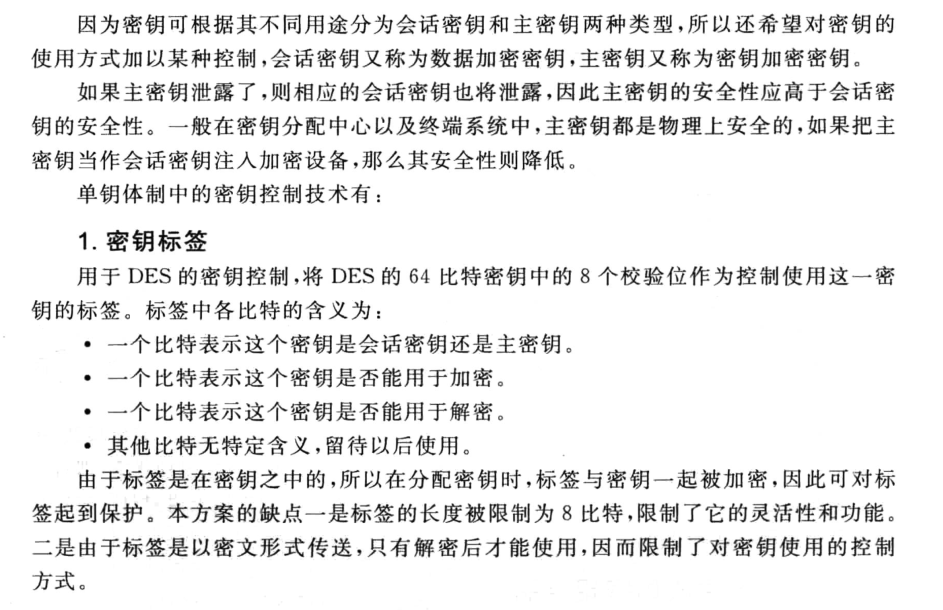 因为密钥可根据其不同用途分为会话密钥和主密钥两种类型,所以还希望对密钥的
使用方式加以某种控制,会话密钥又称为数据加密密钥,主密钥又称为密钥加密密钥。
如果主密钥泄露了,则相应的会话密钥也将泄露,因此主密钥的安全性应高于会话密
钥的安全性。一般在密钥分配中心以及终端系统中,主密钥都是物理上安全的,如果把主
密钥当作会话密钥注入加密设备,那么其安全性则降低。
单钥体制中的密钥控制技术有:
1. 密钥标签
用于 DES 的密钥控制,将 DES 的 64 比特密钥中的 8 个校验位作为控制使用这一密
钥的标签。标签中各比特的含义为:
• 一个比特表示这个密钥是会话密钥还是主密钥。
• 一个比特表示这个密钥是否能用于加密。
• 一个比特表示这个密钥是否能用于解密。
• 其他比特无特定含义,留待以后使用。
由于标签是在密钥之中的,所以在分配密钥时,标签与密钥一起被加密,因此可对标
签起到保护。本方案的缺点一是标签的长度被限制为 8 比特,限制了它的灵活性和功能。
二是由于标签是以密文形式传送,只有解密后才能使用,因而限制了对密钥使用的控制
方式。